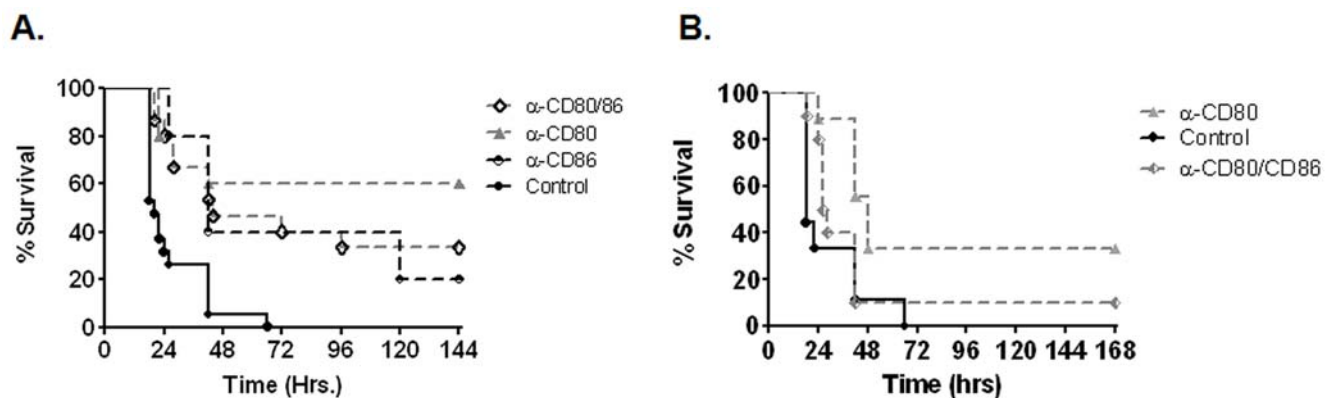 A.
% Survival
100
80
60
40
20
0
0 24 48 72 96 120 144
Time (Hrs.)
α-CD80/86
α-CD80
α-CD86
Control
B.
% Survival
100
80
60
40
20
0
0 24 48 72 96 120 144 168
Time (hrs)
α-CD80
Control
α-CD80/CD86